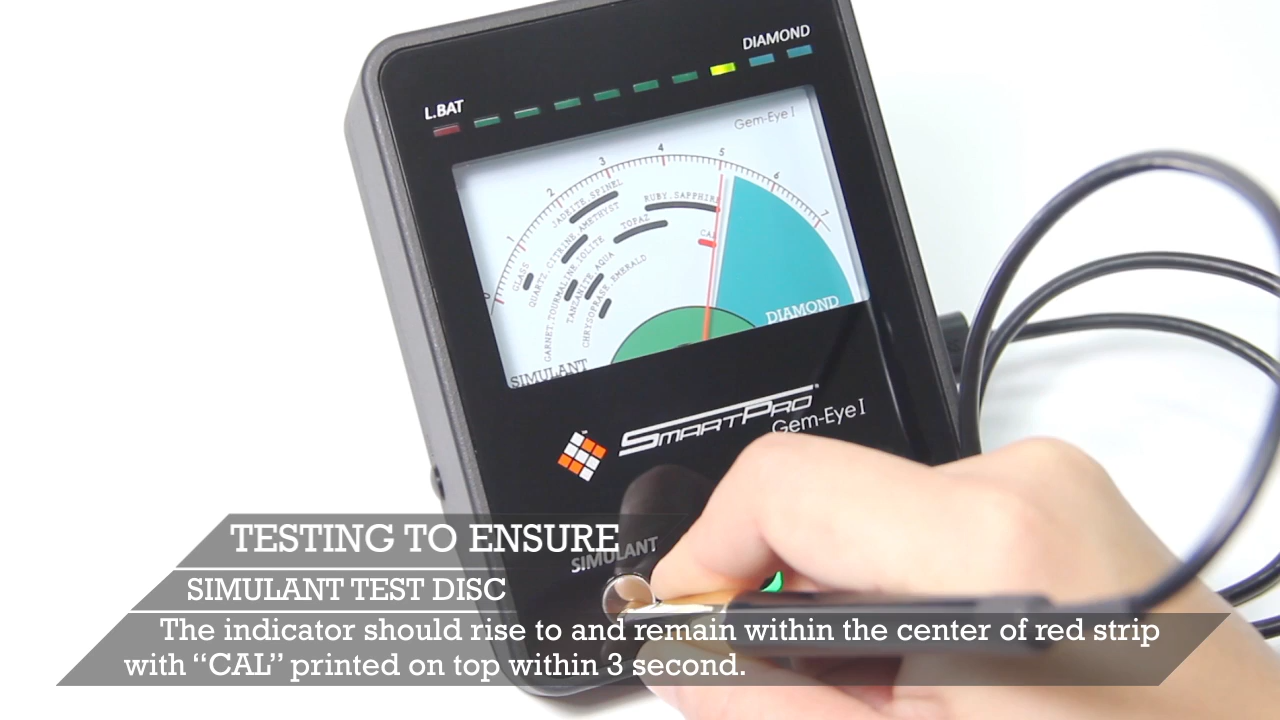 DIAMOND
L.BAT
Gem-Eye I
0 1 2 3 4 5 6 7
JADEITE.SPINEL
RUBY.SAPPHIRE
QUARTZ.CITRINE.AMETHYST
TOPAZ
CAL
GLASS
GARNET.TOURMALINE.IOLITE
TANZANITE.AQUA
CHRYSOPRASE.EMERALD
DIAMOND
SIMULANT
SMARTPRO
Gem-Eye I
SIMULANT
TESTING TO ENSURE
SIMULANT TEST DISC
The indicator should rise to and remain within the center of red strip
with “CAL” printed on top within 3 second.